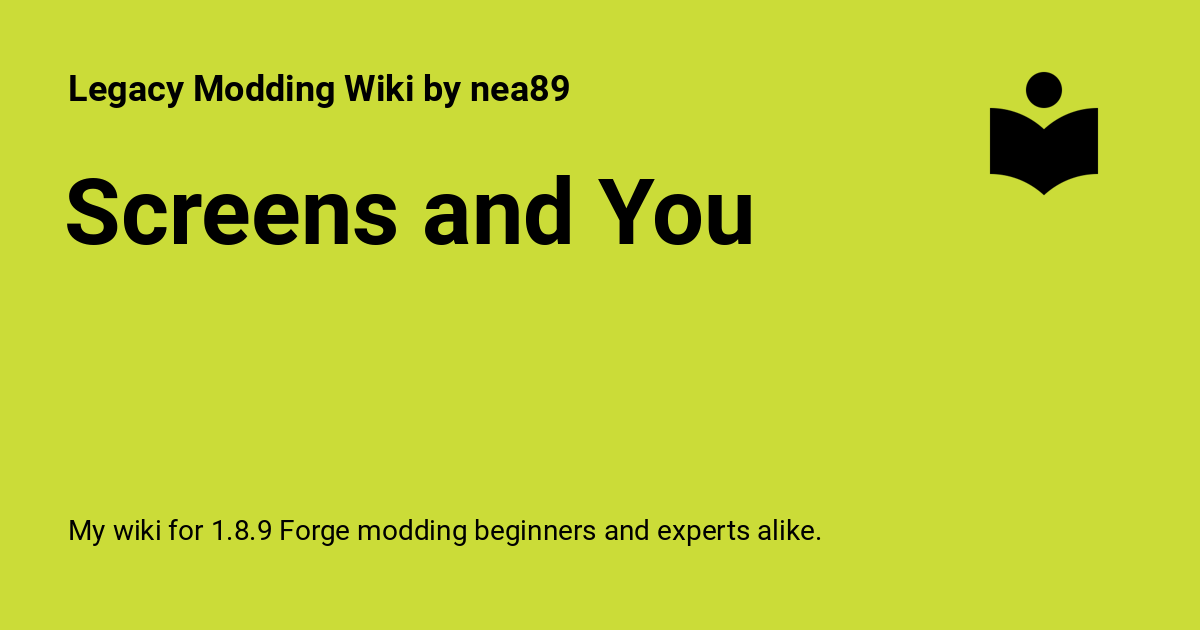 Legacy Modding Wiki by nea89
Screens and You
My wiki for 1.8.9 Forge modding beginners and experts alike.